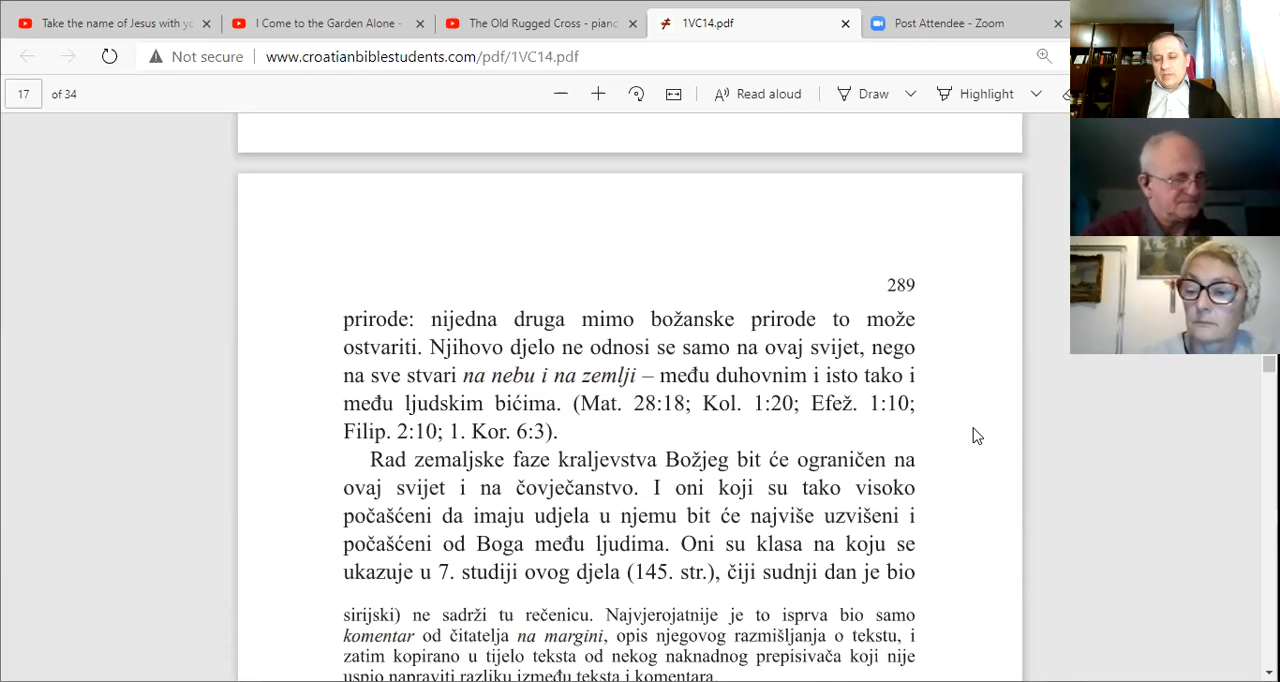 Take the name of Jesus with yo
I Come to the Garden Alone -
The Old Rugged Cross - pianc
1VC14.pdf
Post Attendee - Zoom
Not secure
www.croatianbiblestudents.com/pdf/1VC14.pdf
17 of 34
Read aloud
Draw
Highlight
289
prirode: nijedna druga mimo božanske prirode to može
ostvariti. Njihovo djelo ne odnosi se samo na ovaj svijet, nego
na sve stvari na nebu i na zemlji – među duhovnim i isto tako i
među ljudskim bićima. (Mat. 28:18; Kol. 1:20; Efež. 1:10;
Filip. 2:10; 1. Kor. 6:3).
Rad zemaljske faze kraljevstva Božjeg bit će ograničen na
ovaj svijet i na čovječanstvo. I oni koji su tako visoko
počašćeni da imaju udjela u njemu bit će najviše uzvišeni i
počašćeni od Boga među ljudima. Oni su klasa na koju se
ukazuje u 7. studiji ovog djela (145. str.), čiji sudnji dan je bio
sirijski) ne sadrži tu rečenicu. Najvjerojatnije je to isprva bio samo
komentar od čitatelja na margini, opis njegovog razmišljanja o tekstu, i
zatim kopirano u tijelo teksta od nekog naknadnog prepisivača koji nije
uspio napraviti razliku između teksta i komentara.